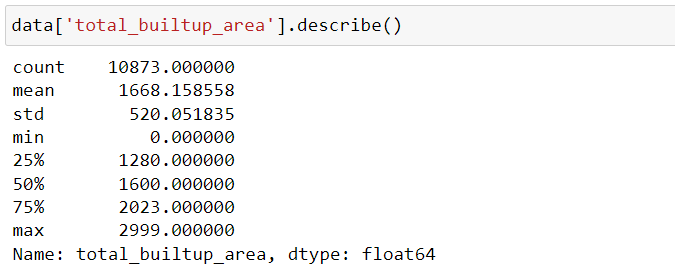 data['total_builtup_area'].describe()
count    10873.000000
mean      1668.158558
std        520.051835
min          0.000000
25%       1280.000000
50%       1600.000000
75%       2023.000000
max       2999.000000
Name: total_builtup_area, dtype: float64